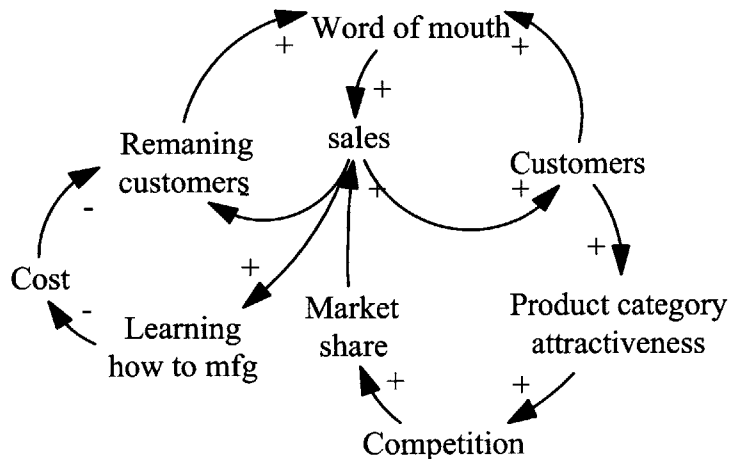 Word of mouth
+
+
+
Remaning
customers
-
sales
+
Customers
+
-
Cost
-
+
Learning
how to mfg
Market
share
+
+
Product category
attractiveness
+
Competition